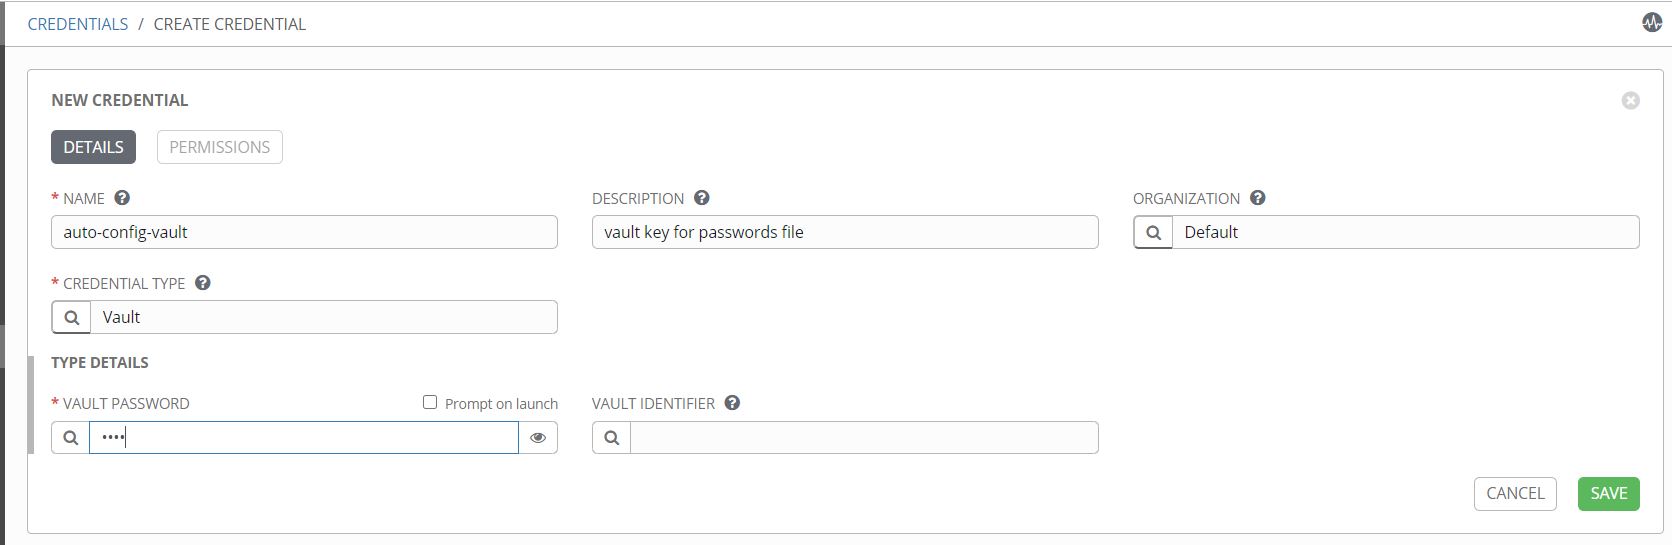 CREDENTIALS / CREATE CREDENTIAL
NEW CREDENTIAL
DETAILS PERMISSIONS
* NAME ? DESCRIPTION ? ORGANIZATION ?
auto-config-vault vault key for passwords file Default
* CREDENTIAL TYPE ?
Vault
TYPE DETAILS
* VAULT PASSWORD Prompt on launch VAULT IDENTIFIER ?
••••
CANCEL SAVE